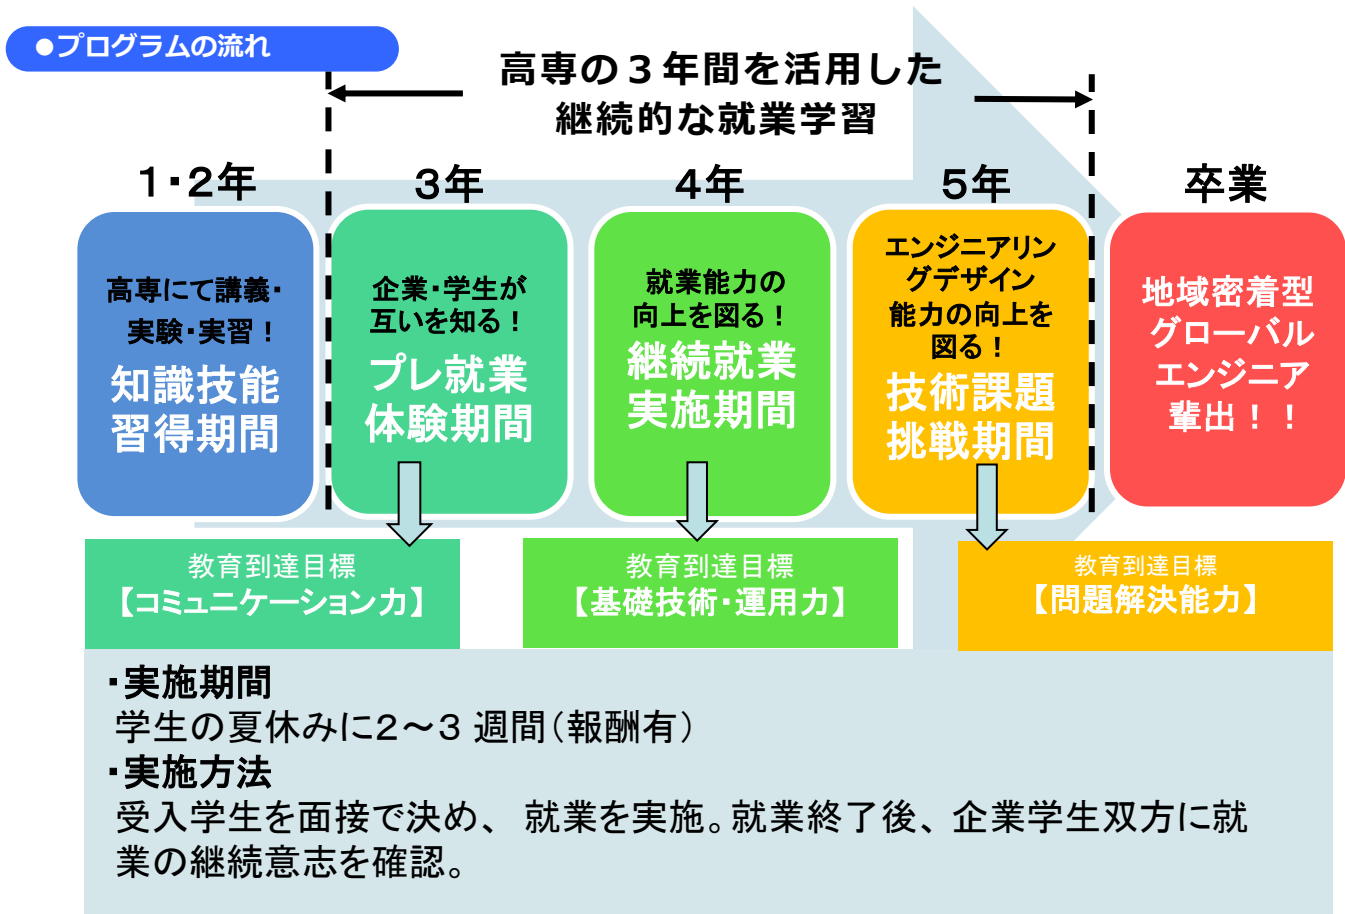 ●プログラムの流れ
高専の３年間を活用した
継続的な就業学習
１・２年
高専にて講義・
実験・実習！
知識技能
習得期間
３年
企業・学生が
互いを知る！
プレ就業
体験期間
４年
就業能力の
向上を図る！
継続就業
実施期間
５年
エンジニアリン
グデザイン
能力の向上を
図る！
技術課題
挑戦期間
卒業
地域密着型
グローバル
エンジニア
輩出！！
教育到達目標
【コミュニケーション力】
教育到達目標
【基礎技術・運用力】
教育到達目標
【問題解決能力】
・実施期間
学生の夏休みに２～３ 週間（報酬有）
・実施方法
受入学生を面接で決め、 就業を実施。就業終了後、企業学生双方に就
業の継続意志を確認。